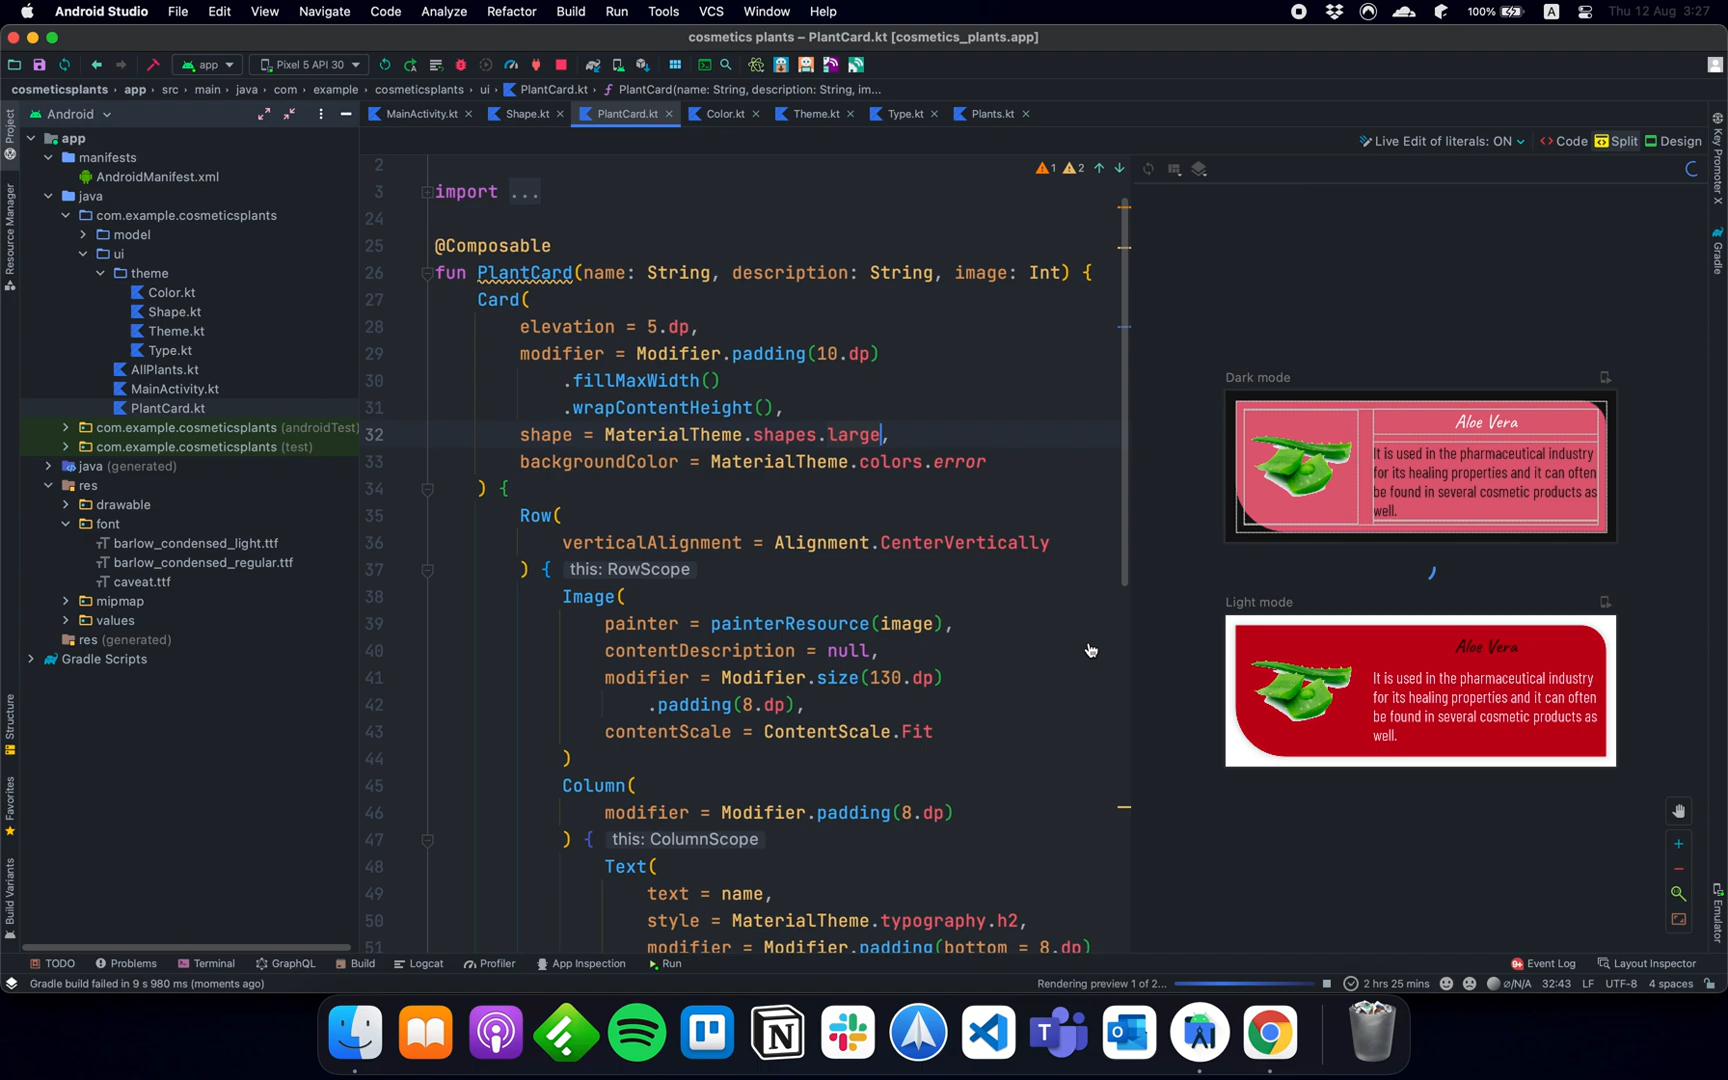 Android Studio File Edit View Navigate Code Analyze Refactor Build Run Tools VCS Window Help 100% A Thu 12 Aug 3:27
cosmetics plants – PlantCard.kt [cosmetics_plants.app]
app Pixel 5 API 30
cosmeticsplants › app › src › main › java › com › example › cosmeticsplants › ui › PlantCard.kt › PlantCard(name: String, description: String, im...
Android MainActivity.kt Shape.kt PlantCard.kt Color.kt Theme.kt Type.kt Plants.kt
Live Edit of literals: ON Code Split Design
Project
Resource Manager
Structure
Favorites
Build Variants
app
manifests
AndroidManifest.xml
java
com.example.cosmeticsplants
model
ui
theme
Color.kt
Shape.kt
Theme.kt
Type.kt
AllPlants.kt
MainActivity.kt
PlantCard.kt
com.example.cosmeticsplants (androidTest)
com.example.cosmeticsplants (test)
java (generated)
res
drawable
font
barlow_condensed_light.ttf
barlow_condensed_regular.ttf
caveat.ttf
mipmap
values
res (generated)
Gradle Scripts
1 2
2
3 import ...
24
25 @Composable
26 fun PlantCard(name: String, description: String, image: Int) {
27 Card(
28 elevation = 5.dp,
29 modifier = Modifier.padding(10.dp)
30 .fillMaxWidth()
31 .wrapContentHeight(),
32 shape = MaterialTheme.shapes.large,
33 backgroundColor = MaterialTheme.colors.error
34 ) {
35 Row(
36 verticalAlignment = Alignment.CenterVertically
37 ) { this: RowScope
38 Image(
39 painter = painterResource(image),
40 contentDescription = null,
41 modifier = Modifier.size(130.dp)
42 .padding(8.dp),
43 contentScale = ContentScale.Fit
44 )
45 Column(
46 modifier = Modifier.padding(8.dp)
47 ) { this: ColumnScope
48 Text(
49 text = name,
50 style = MaterialTheme.typography.h2,
51 modifier = Modifier.padding(bottom = 8.dp)
Dark mode
Aloe Vera
It is used in the pharmaceutical industry
for its healing properties and it can often
be found in several cosmetic products as
well.
Light mode
Aloe Vera
It is used in the pharmaceutical industry
for its healing properties and it can often
be found in several cosmetic products as
well.
Key Promoter X
Gradle
Emulator
TODO Problems Terminal GraphQL Build Logcat Profiler App Inspection Run 9+ Event Log Layout Inspector
Gradle build failed in 9 s 980 ms (moments ago) Rendering preview 1 of 2... 2 hrs 25 mins ∅/N/A 32:43 LF UTF-8 4 spaces